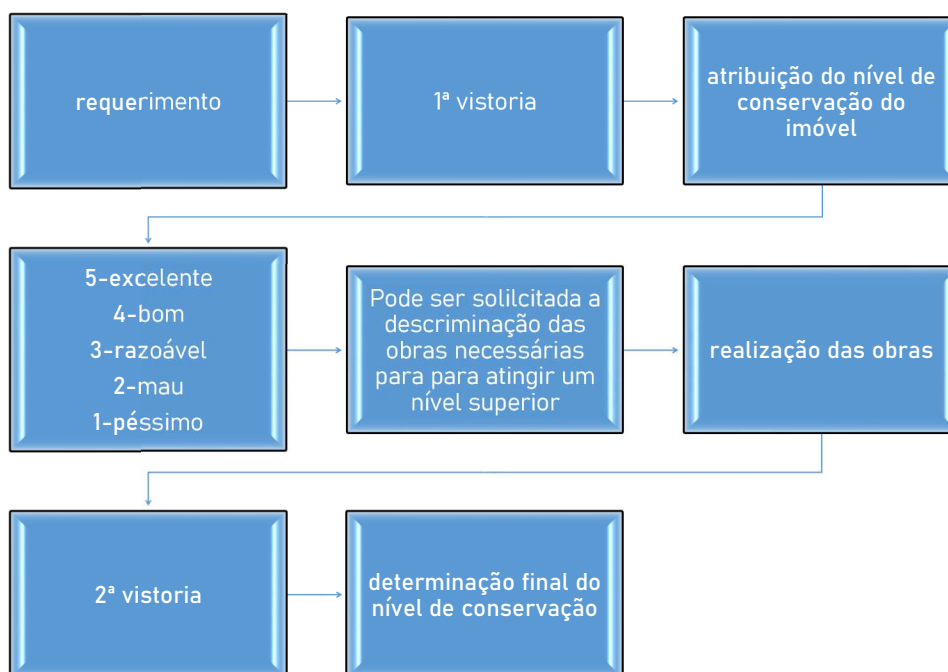 requerimento
1ª vistoria
atribuição do nível de
conservação do
imóvel
5-excelente
4-bom
3-razoável
2-mau
1-péssimo
Pode ser solilcitada a
descriminação das
obras necessárias
para para atingir um
nível superior
realização das obras
2ª vistoria
determinação final do
nível de conservação